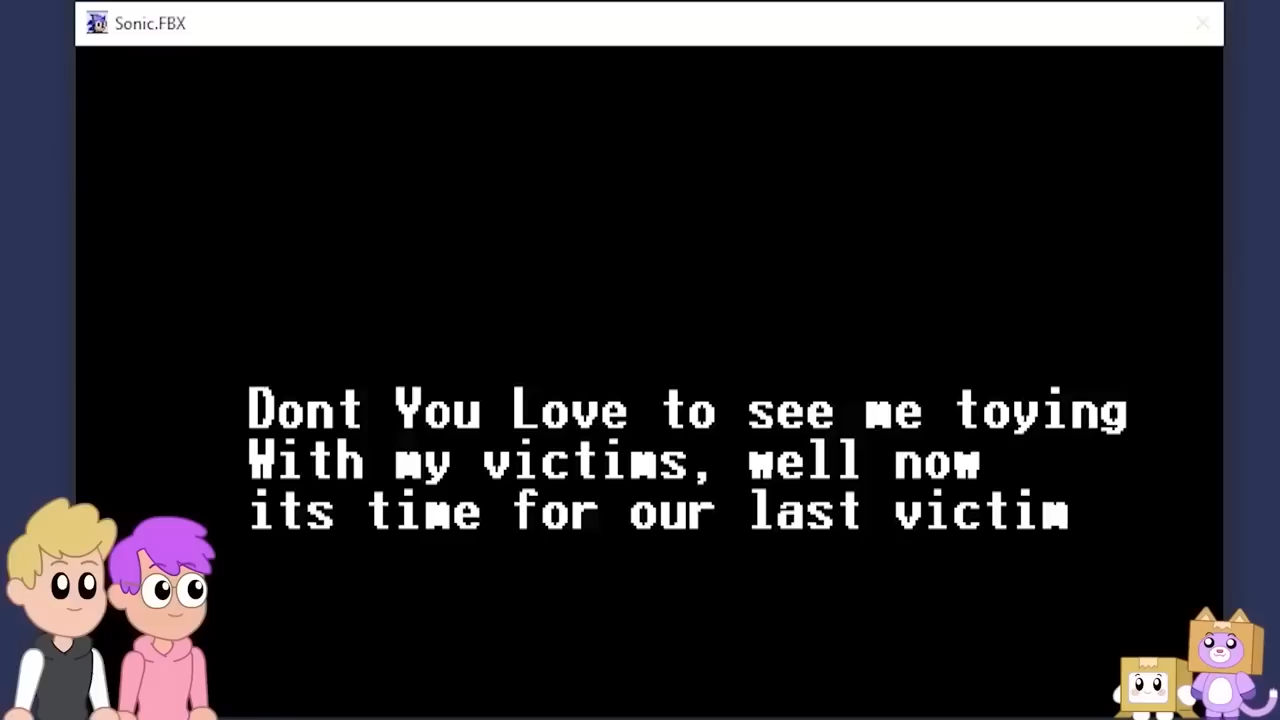 Sonic.FBX
Dont You Love to see me toying
With my victims, well now
its time for our last victim